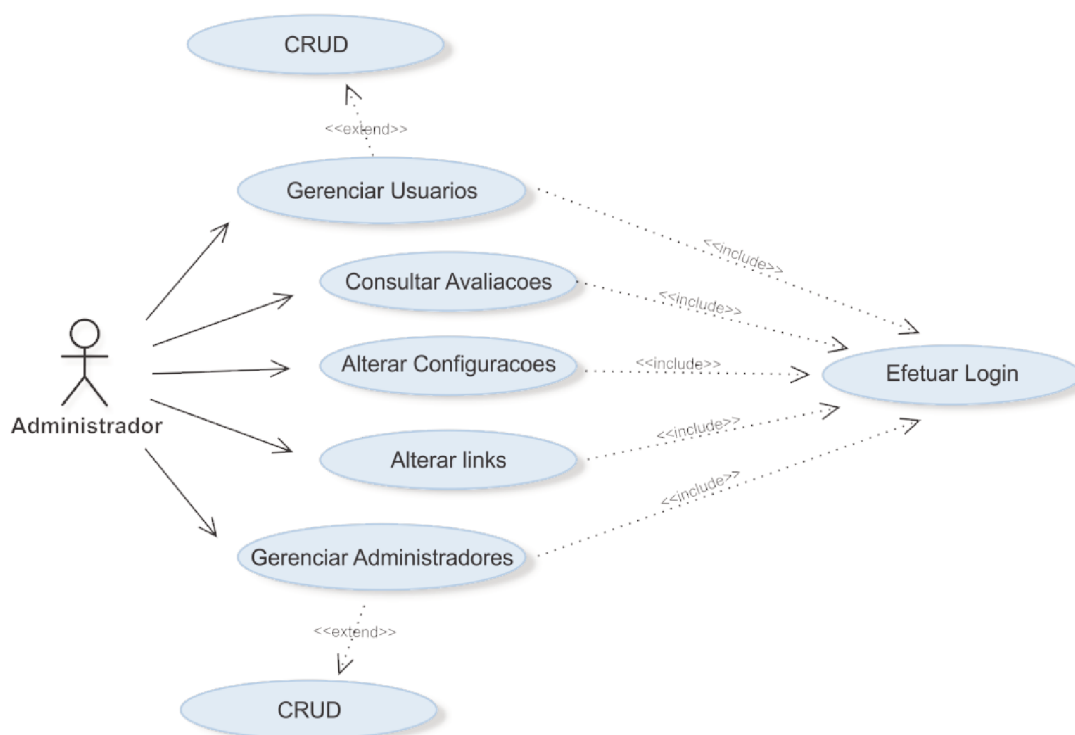 CRUD
<<extend>>
Gerenciar Usuarios
<<include>>
Consultar Avaliacoes
<<include>>
Alterar Configuracoes
<<include>>
Efetuar Login
Administrador
Alterar links
<<include>>
Gerenciar Administradores
<<include>>
<<extend>>
CRUD